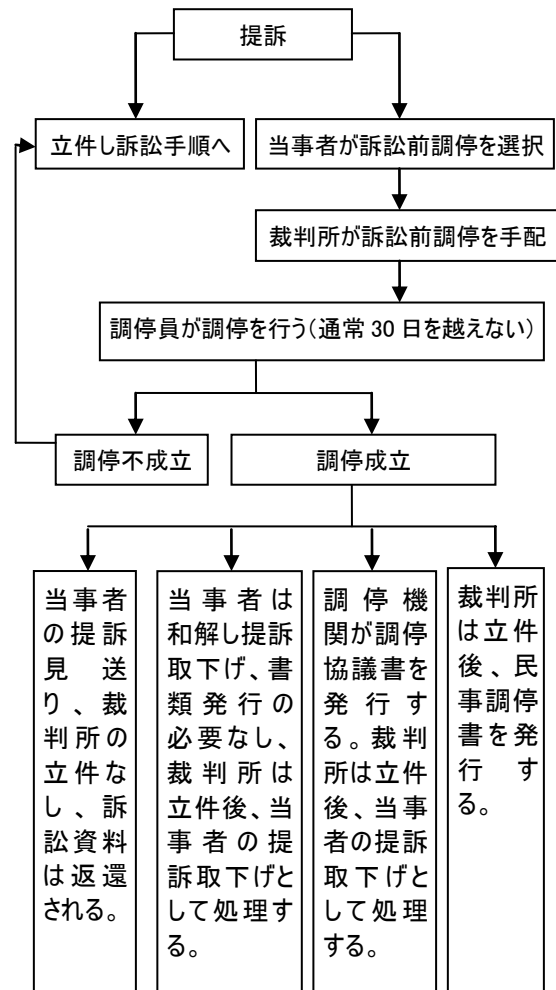 提訴
立件し訴訟手順へ
当事者が訴訟前調停を選択
裁判所が訴訟前調停を手配
調停員が調停を行う（通常 30 日を越えない）
調停不成立
調停成立
当事者
の提訴
見送
り、裁
判所の
立件な
し、訴
訟資料
は返還
される。
当事者は
和解し提訴
取下げ、書
類発行の
必要なし、
裁判所は
立件後、当
事者の提
訴取下げと
して処理す
る。
調停機
関が調停
協議書を
発行す
る。裁判
所は立件
後、当事
者の提訴
取下げと
して処理
する。
裁判所
は立件
後、民
事調停
書を発
行す
る。